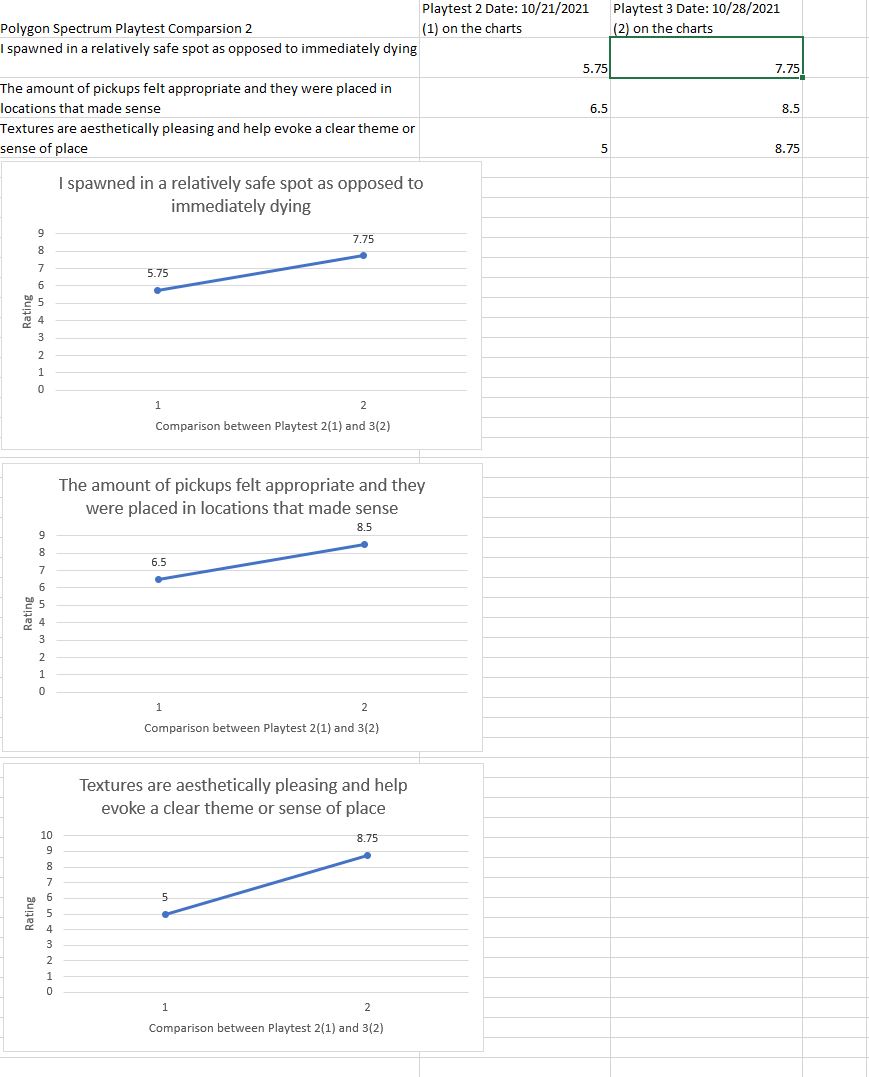 Polygon Spectrum Playtest Comparsion 2
Playtest 2 Date: 10/21/2021
(1) on the charts
Playtest 3 Date: 10/28/2021
(2) on the charts
I spawned in a relatively safe spot as opposed to immediately dying
5.75
7.75
The amount of pickups felt appropriate and they were placed in
locations that made sense
6.5
8.5
Textures are aesthetically pleasing and help evoke a clear theme or
sense of place
5
8.75
I spawned in a relatively safe spot as opposed to
immediately dying
9
8
7
6
5
4
3
2
1
0
Rating
5.75
7.75
1
2
Comparison between Playtest 2(1) and 3(2)
The amount of pickups felt appropriate and they
were placed in locations that made sense
9
8
7
6
5
4
3
2
1
0
Rating
6.5
8.5
1
2
Comparison between Playtest 2(1) and 3(2)
Textures are aesthetically pleasing and help
evoke a clear theme or sense of place
10
9
8
7
6
5
4
3
2
1
0
Rating
5
8.75
1
2
Comparison between Playtest 2(1) and 3(2)